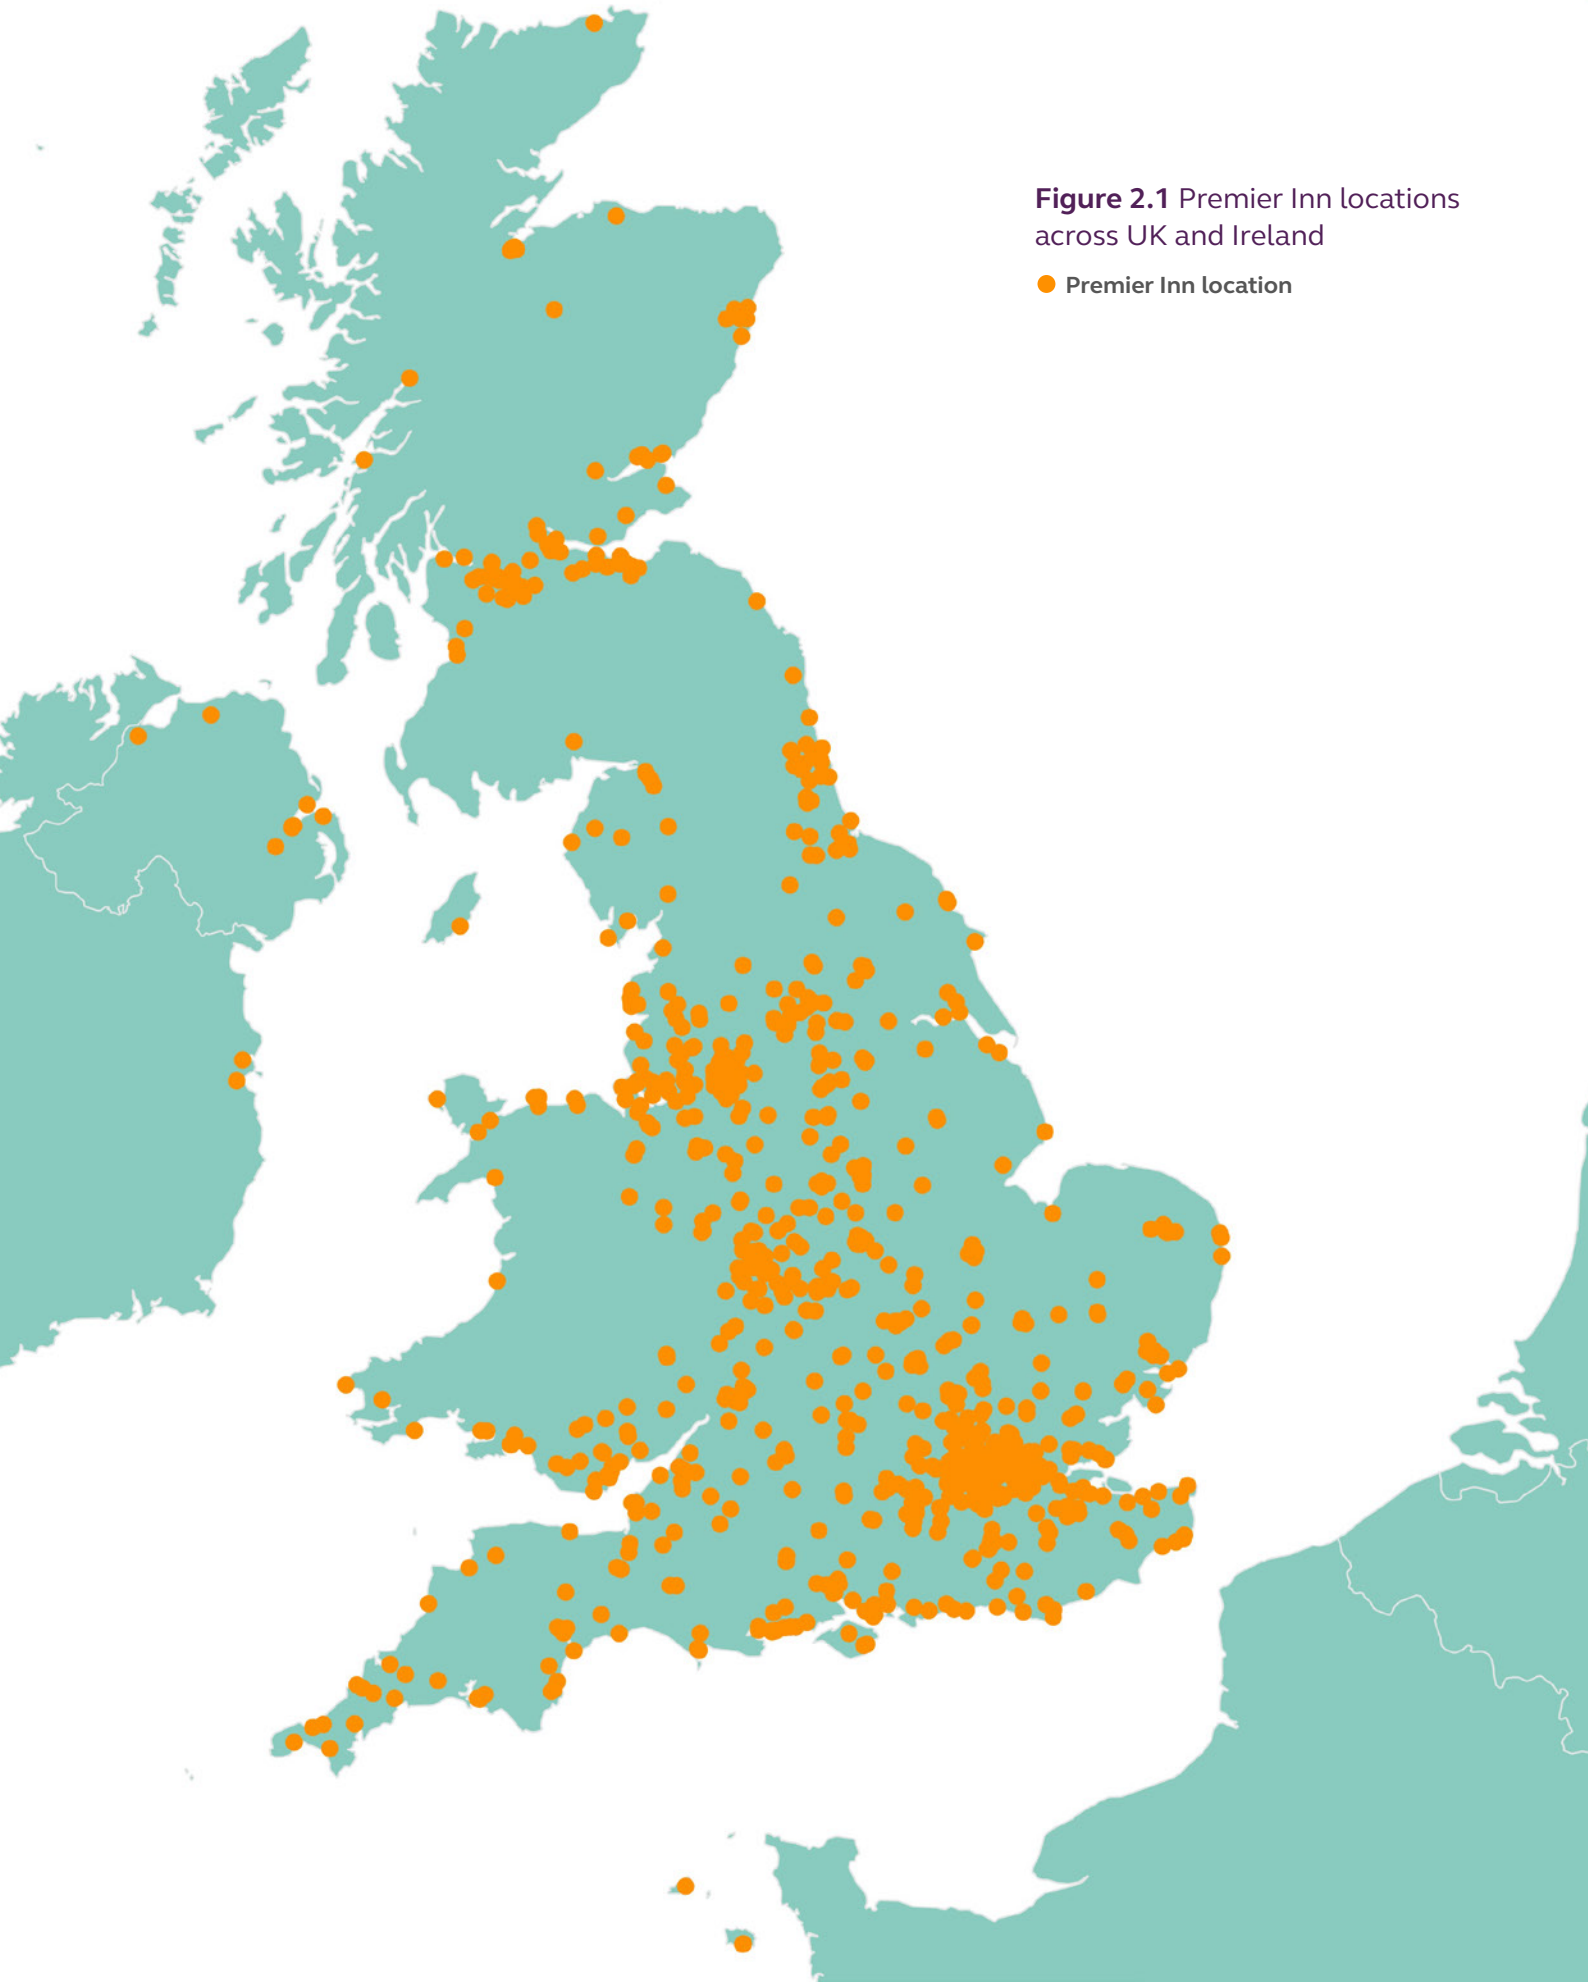 Figure 2.1 Premier Inn locations
across UK and Ireland
Premier Inn location